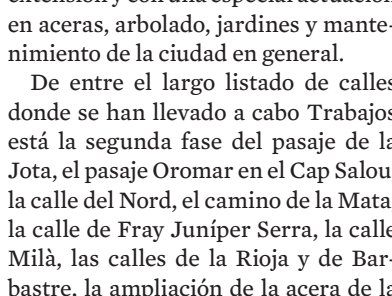 extensión y con una especial actuación
en aceras, arbolado, jardines y mante-
nimiento de la ciudad en general.
De entre el largo listado de calles
donde se han llevado a cabo Trabajos
está la segunda fase del pasaje de la
Jota, el pasaje Oromar en el Cap Salou,
la calle del Nord, el camino de la Mata,
la calle de Fray Juníper Serra, la calle
Milà, las calles de la Rioja y de Bar-
bastre, la ampliación de la acera de la